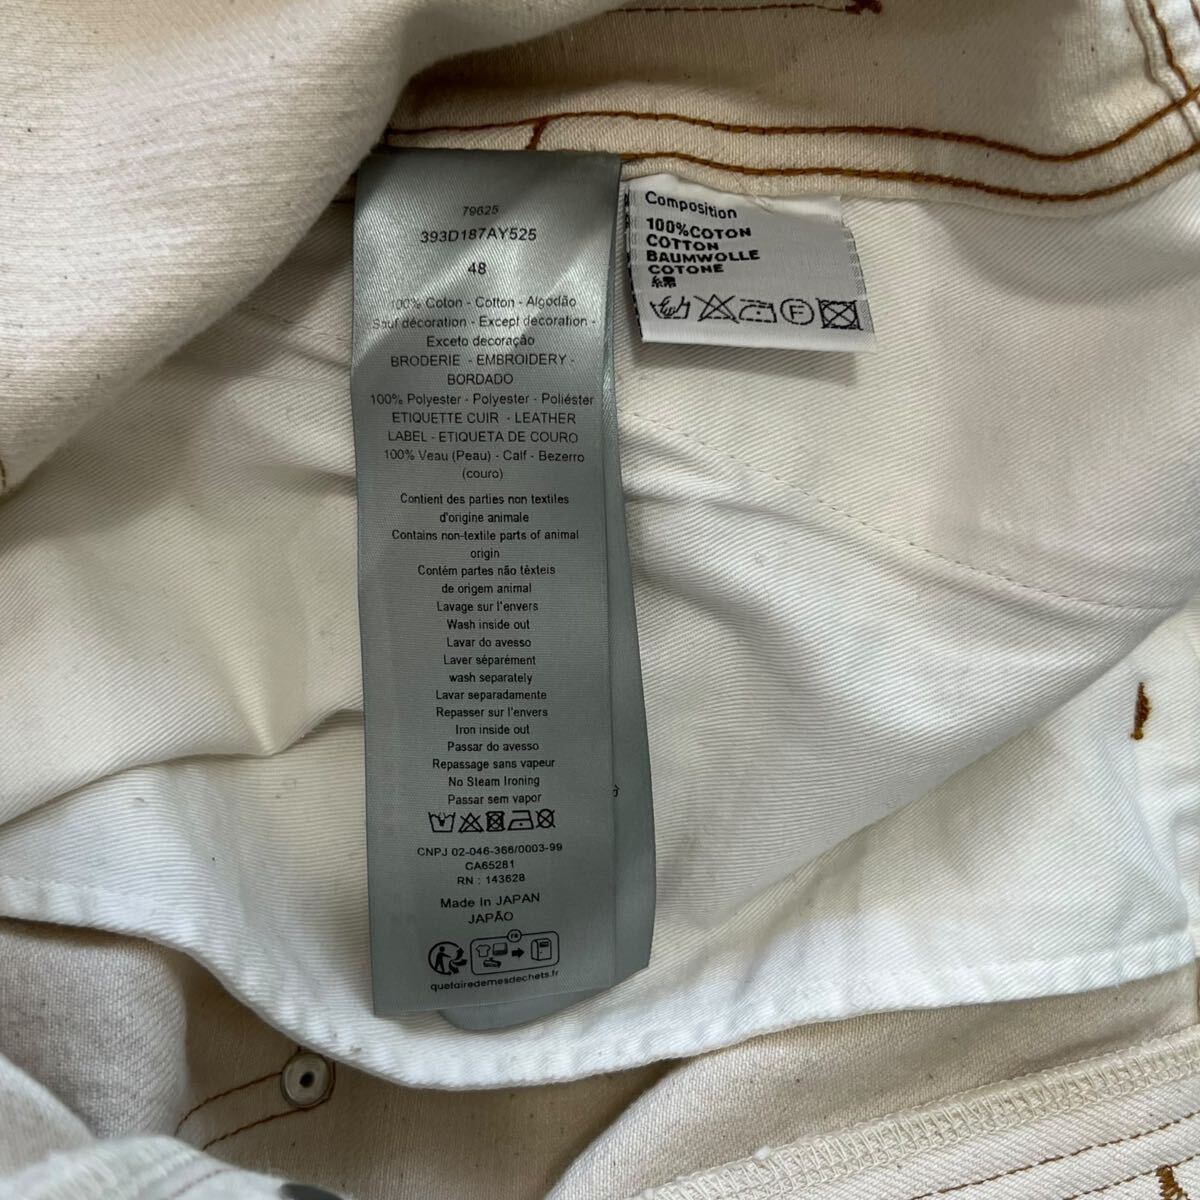 79625
393D187AY525
48
100% Coton - Cotton - Algodão
Sauf décoration - Except decoration -
Exceto decoração
BRODERIE - EMBROIDERY -
BORDADO
100% Polyester - Polyester - Poliéster
ETIQUETTE CUIR - LEATHER
LABEL - ETIQUETA DE COURO
100% Veau (Peau) - Calf - Bezerro
(couro)
Contient des parties non textiles
d'origine animale
Contains non-textile parts of animal
origin
Contém partes não têxteis
de origem animal
Lavage sur l'envers
Wash inside out
Lavar do avesso
Laver séparément
wash separately
Lavar separadamente
Repasser sur l'envers
Iron inside out
Passar do avesso
Repassage sans vapeur
No Steam Ironing
Passar sem vapor
CNPJ 02-046-366/0003-99
CA65281
RN : 143628
Made In JAPAN
JAPÃO
FR
quefairedemesdechets.fr
Composition
100%COTON
COTTON
BAUMWOLLE
COTONE
綿
F